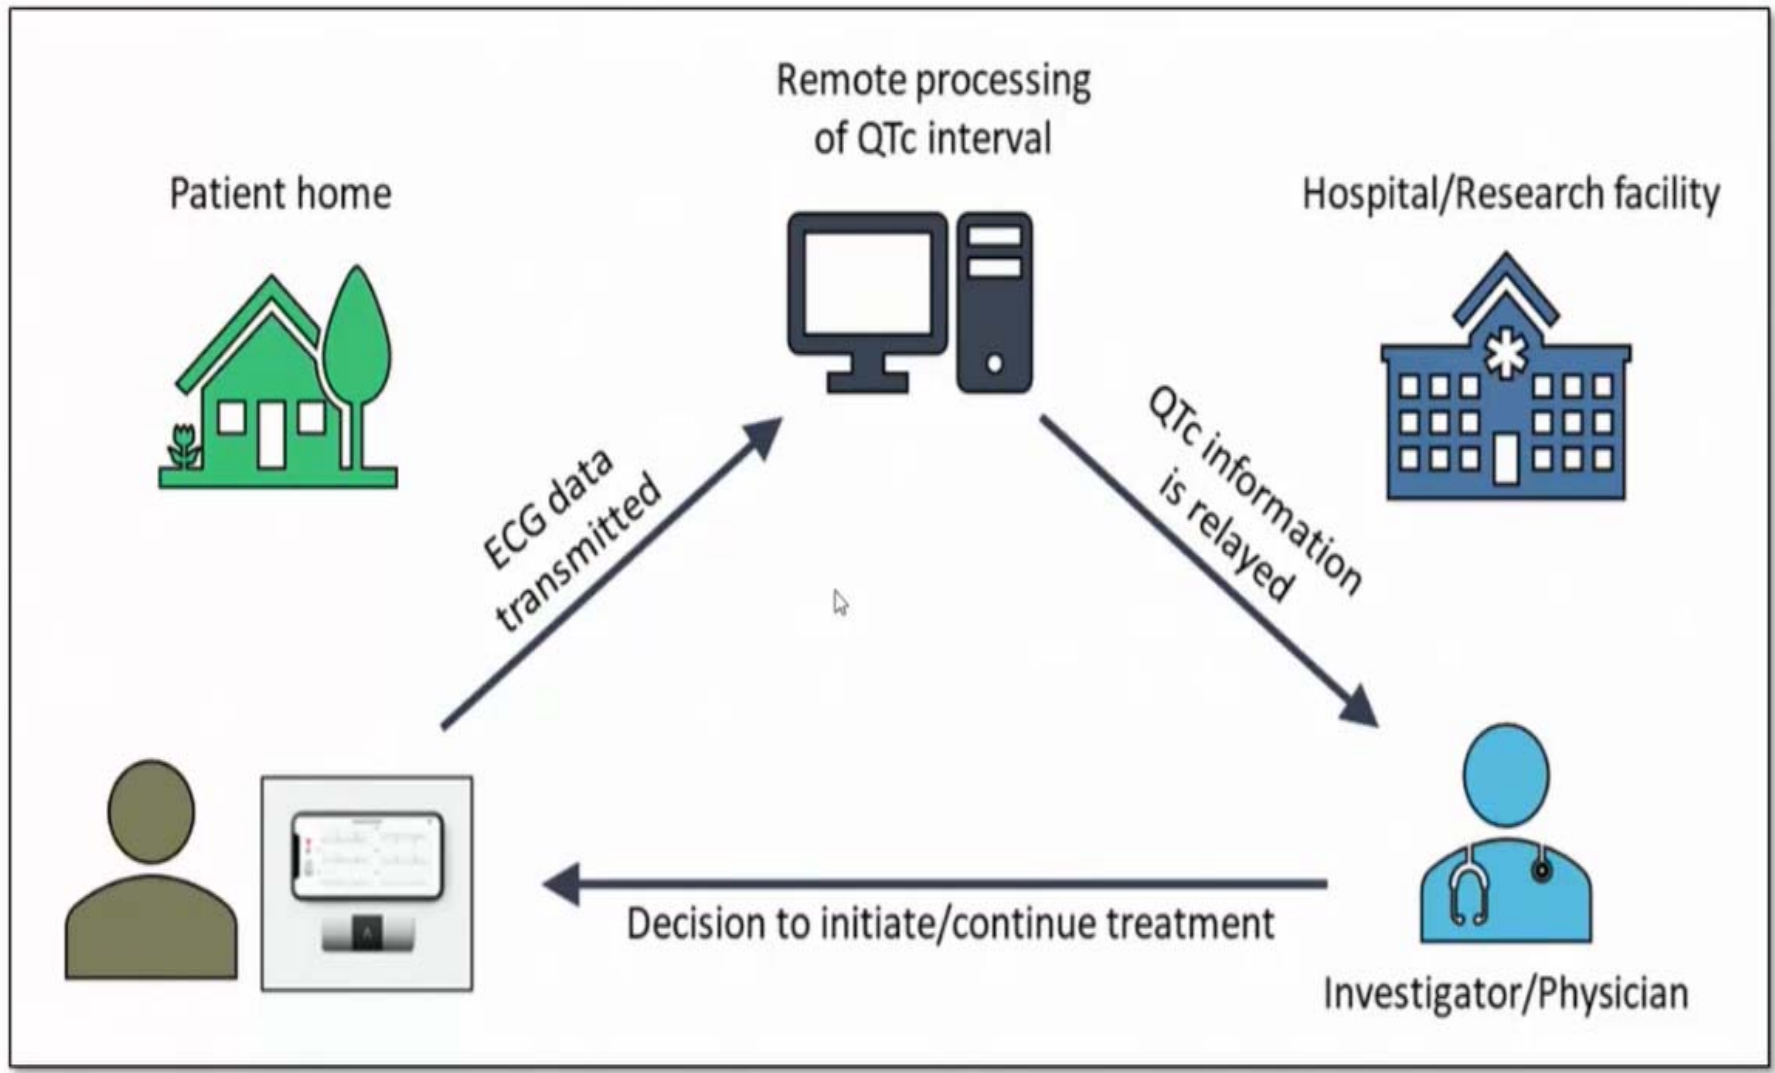 Remote processing
of QTc interval
Patient home
Hospital/Research facility
ECG data
transmitted
QTc information
is relayed
Decision to initiate/continue treatment
Investigator/Physician